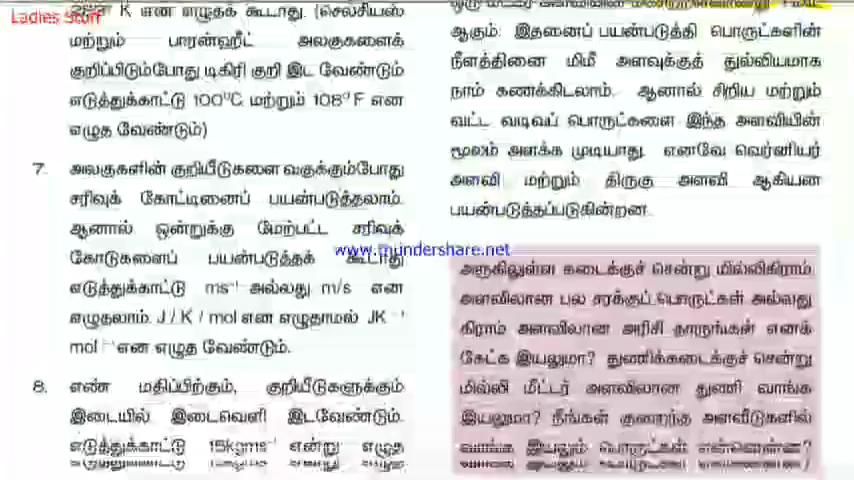 Ladies Stuff
K என எழுதக் கூடாது. (செல்சியஸ்
மற்றும் பாரன்ஹீட் அலகுகளைக்
குறிப்பிடும்போது டிகிரி குறி இட வேண்டும்
எடுத்துக்காட்டு 100⁰C மற்றும் 108⁰F என
எழுத வேண்டும்)
7. அலகுகளின் குறியீடுகளை வகுக்கும்போது
சரிவுக் கோட்டினைப் பயன்படுத்தலாம்.
ஆனால் ஒன்றுக்கு மேற்பட்ட சரிவுக்
கோடுகளைப் பயன்படுத்தக் கூடாது
எடுத்துக்காட்டு ms⁻¹ அல்லது m/s என
எழுதலாம். J / K / mol என எழுதாமல் JK⁻¹
mol⁻¹ என எழுத வேண்டும்.
8. எண் மதிப்பிற்கும், குறியீடுகளுக்கும்
இடையில் இடைவெளி இடவேண்டும்.
எடுத்துக்காட்டு 15kgms⁻¹ என்று எழுத
ஆகும். இதனைப் பயன்படுத்தி பொருட்களின்
நீளத்தினை மிமீ அளவுக்குத் துல்லியமாக
நாம் கணக்கிடலாம். ஆனால் சிறிய மற்றும்
வட்ட வடிவப் பொருட்களை இந்த அளவியின்
மூலம் அளக்க முடியாது. எனவே வெர்னியர்
அளவி மற்றும் திருகு அளவி ஆகியன
பயன்படுத்தப்படுகின்றன.
www.thundershare.net
அருகிலுள்ள கடைக்குச் சென்று மில்லிகிராம்
அளவிலான பல சரக்குப் பொருட்கள் அல்லது
கிராம் அளவிலான அரிசி தாருங்கள் எனக்
கேட்க இயலுமா? துணிக்கடைக்குச் சென்று
மில்லி மீட்டர் அளவிலான துணி வாங்க
இயலுமா? நீங்கள் குறைந்த அளவீடுகளில்
வாங்க இயலும் பொருட்கள் என்னென்ன?